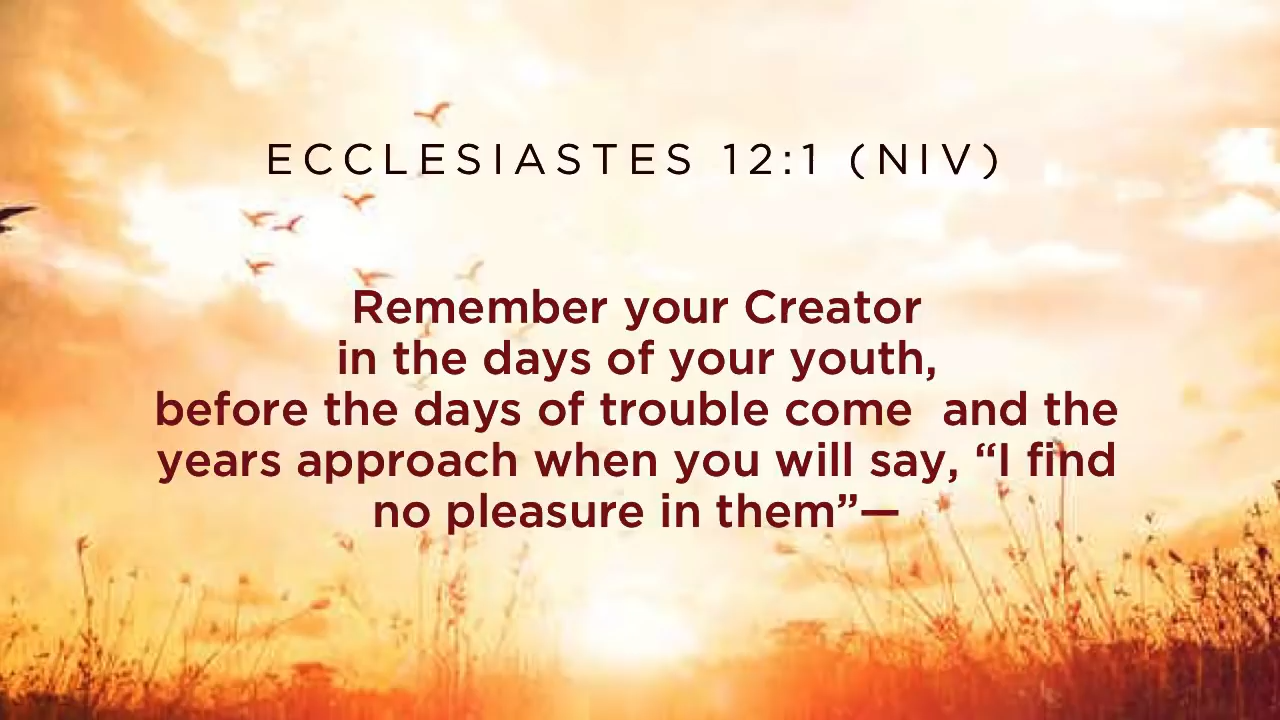 ECCLESIASTES 12:1 (NIV)
Remember your Creator
in the days of your youth,
before the days of trouble come  and the
years approach when you will say, “I find
no pleasure in them”—